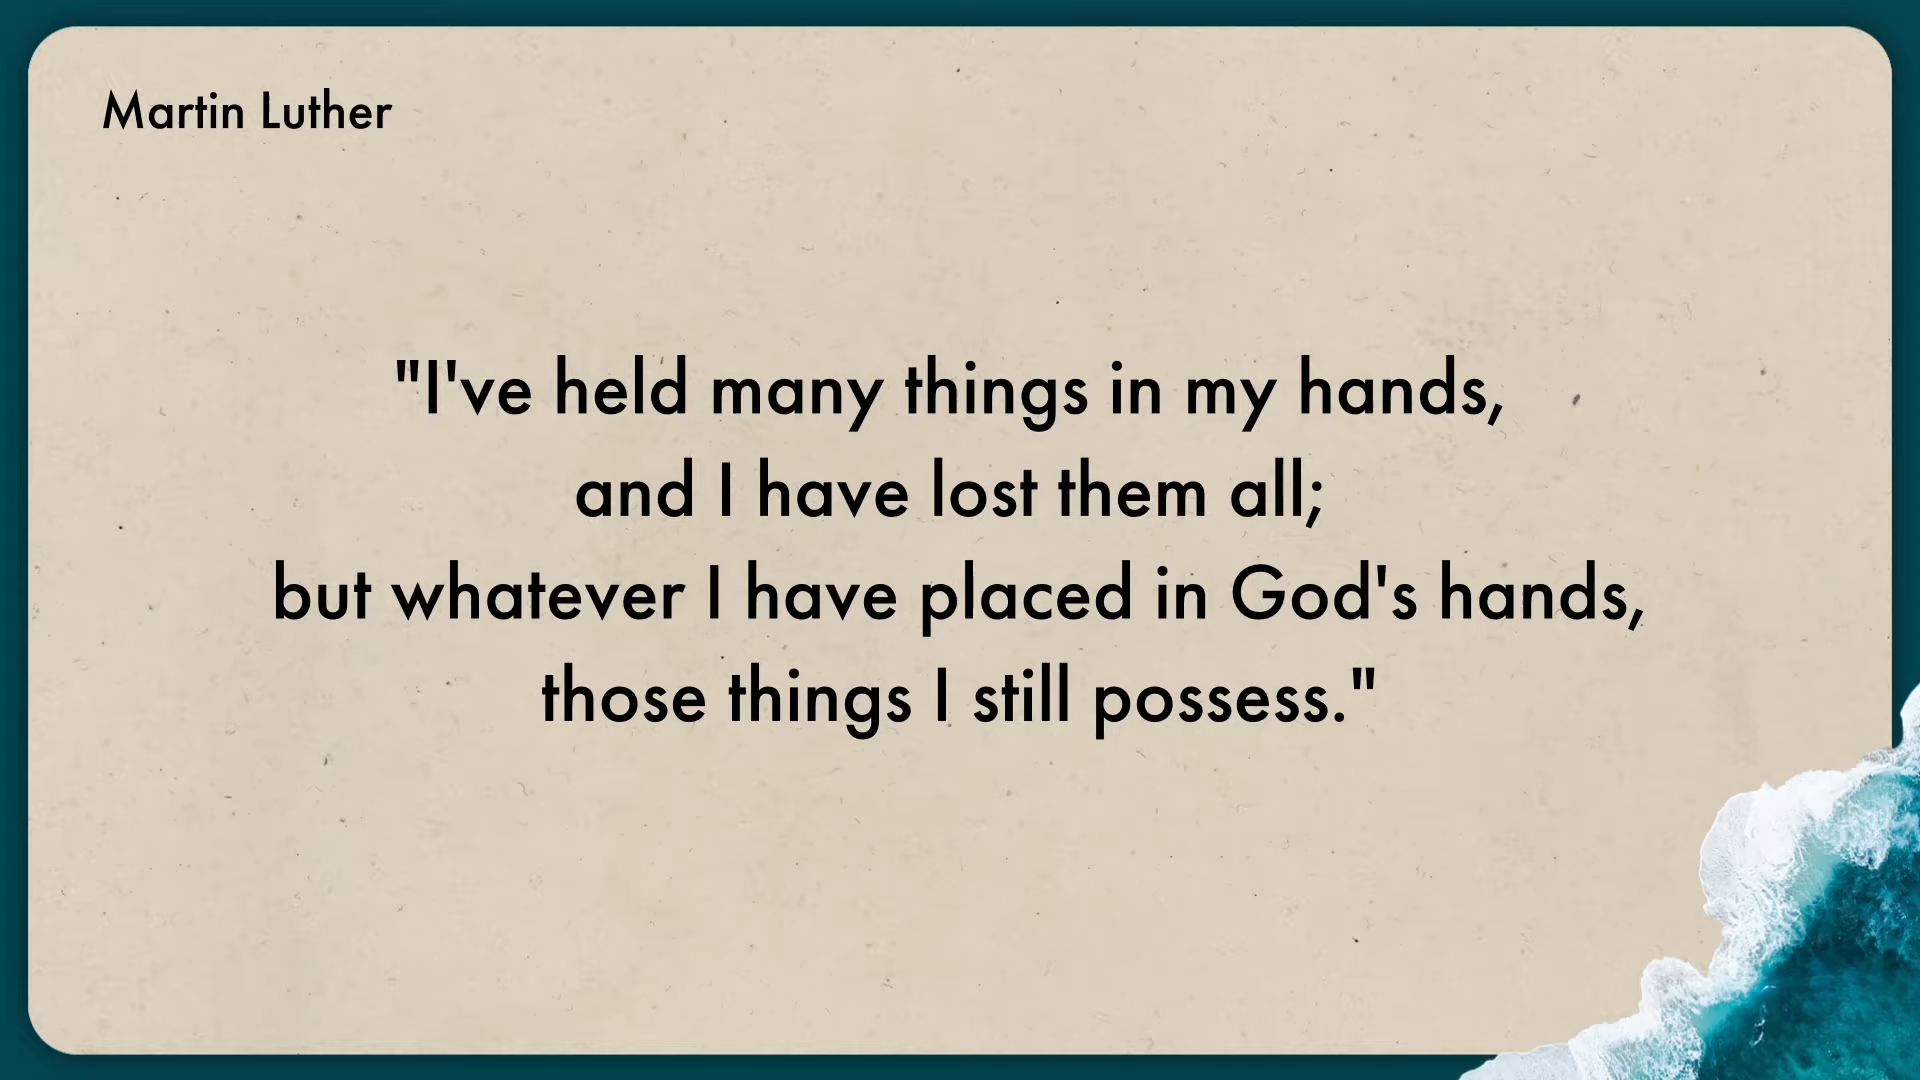 Martin Luther
"I've held many things in my hands,
and I have lost them all;
but whatever I have placed in God's hands,
those things I still possess."